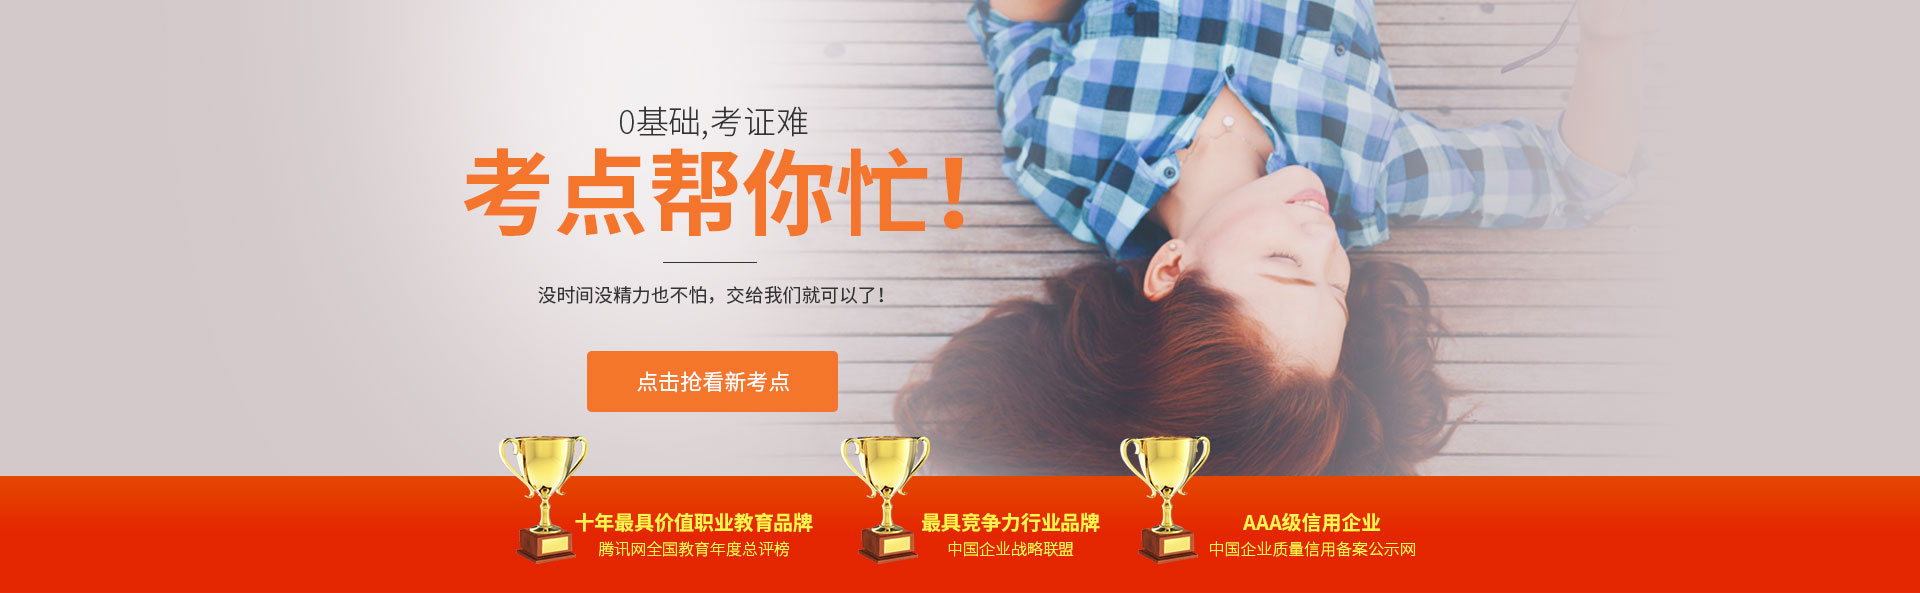 0基础,考证难
考点帮你忙！
没时间没精力也不怕，交给我们就可以了！
点击抢看新考点
十年最具价值职业教育品牌
腾讯网全国教育年度总评榜
最具竞争力行业品牌
中国企业战略联盟
AAA级信用企业
中国企业质量信用备案公示网